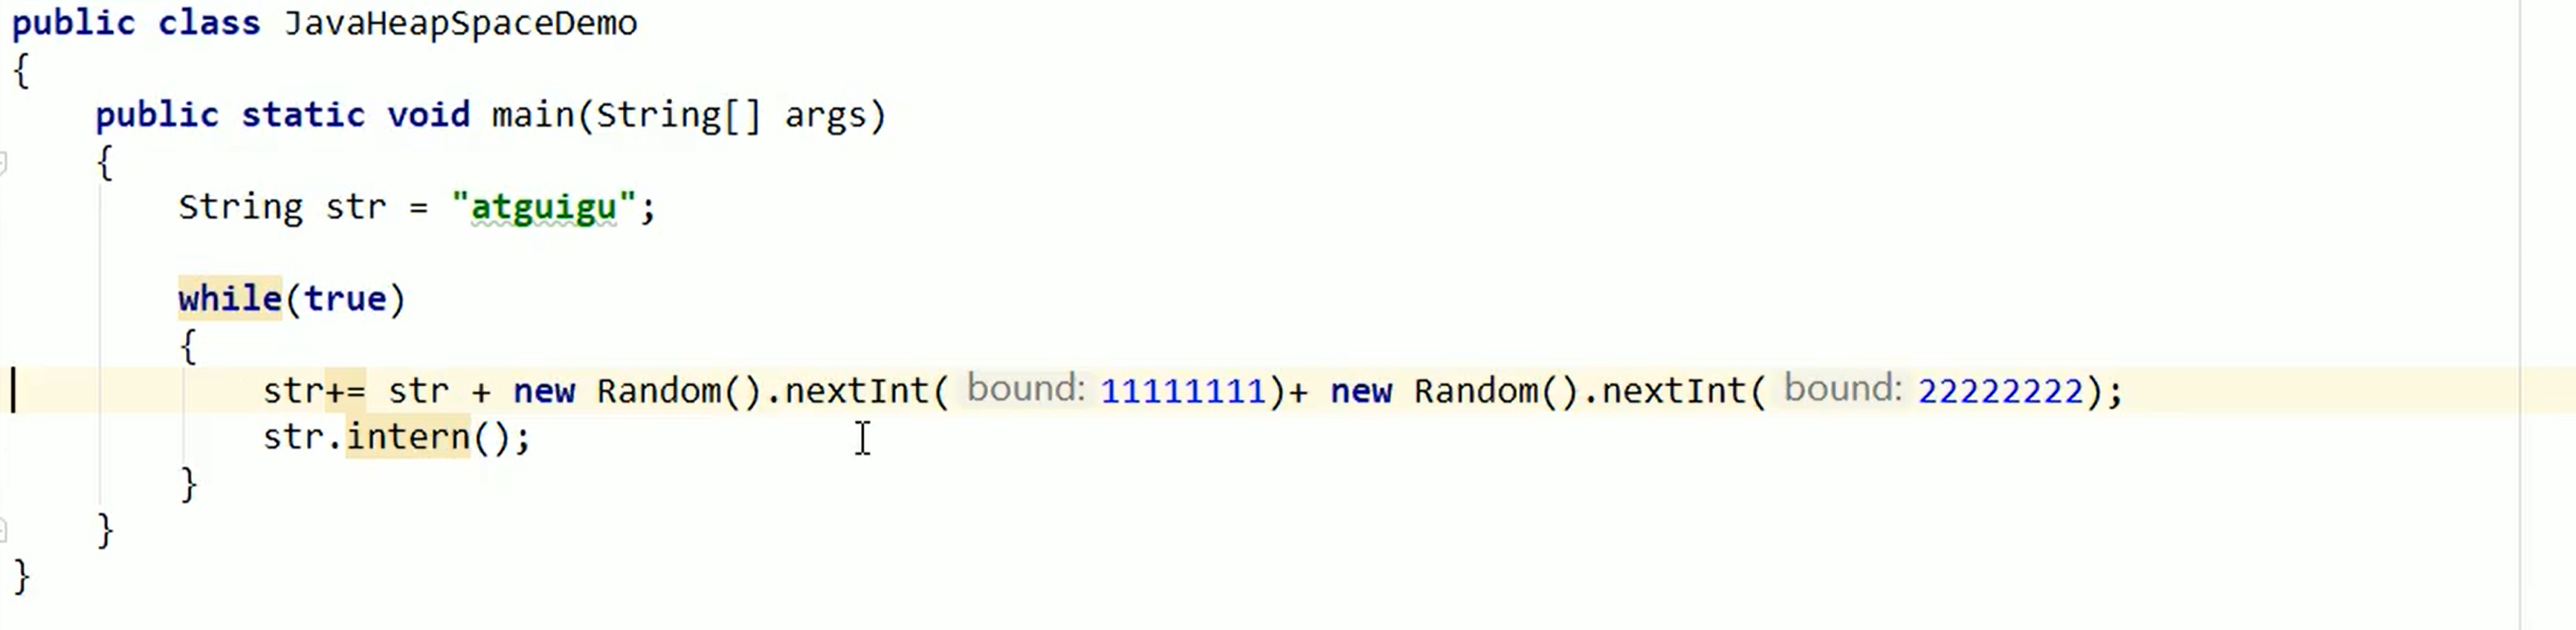 public class JavaHeapSpaceDemo
{
    public static void main(String[] args)
    {
        String str = "atguigu";
        while(true)
        {
            str+= str + new Random().nextInt( bound: 11111111)+ new Random().nextInt( bound: 22222222);
            str.intern();
        }
    }
}